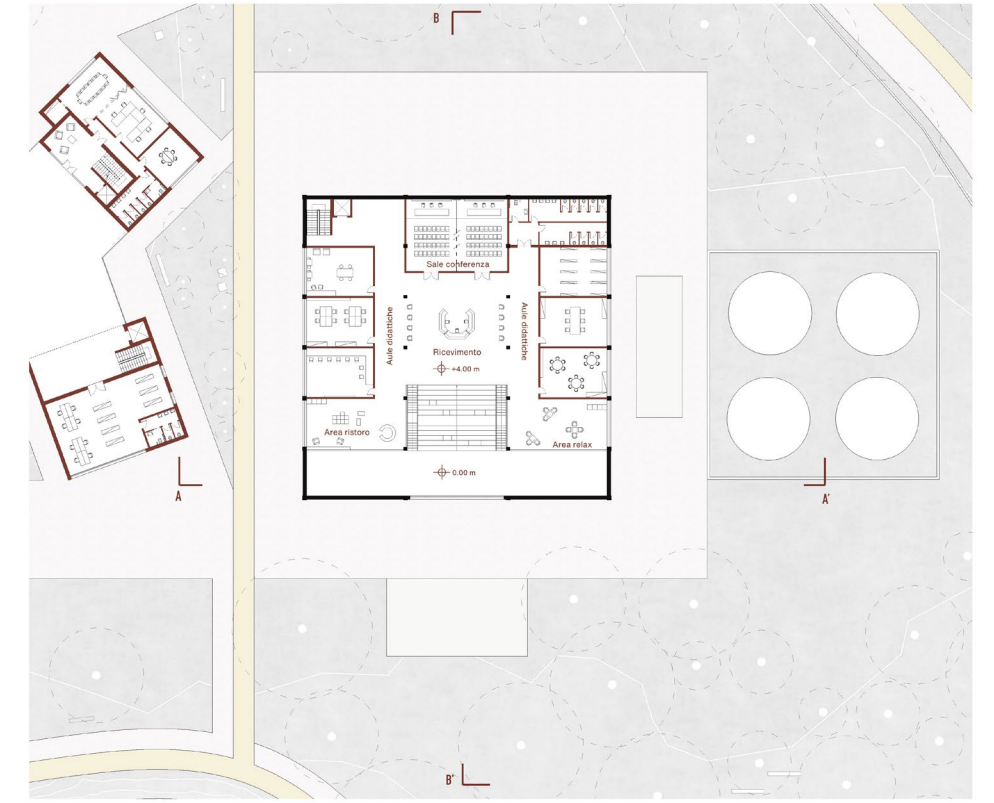 B
Sale conferenza
Aule didattiche
Aule didattiche
Ricevimento
+4.00 m
Area ristoro
Area relax
0.00 m
A
A'
B'